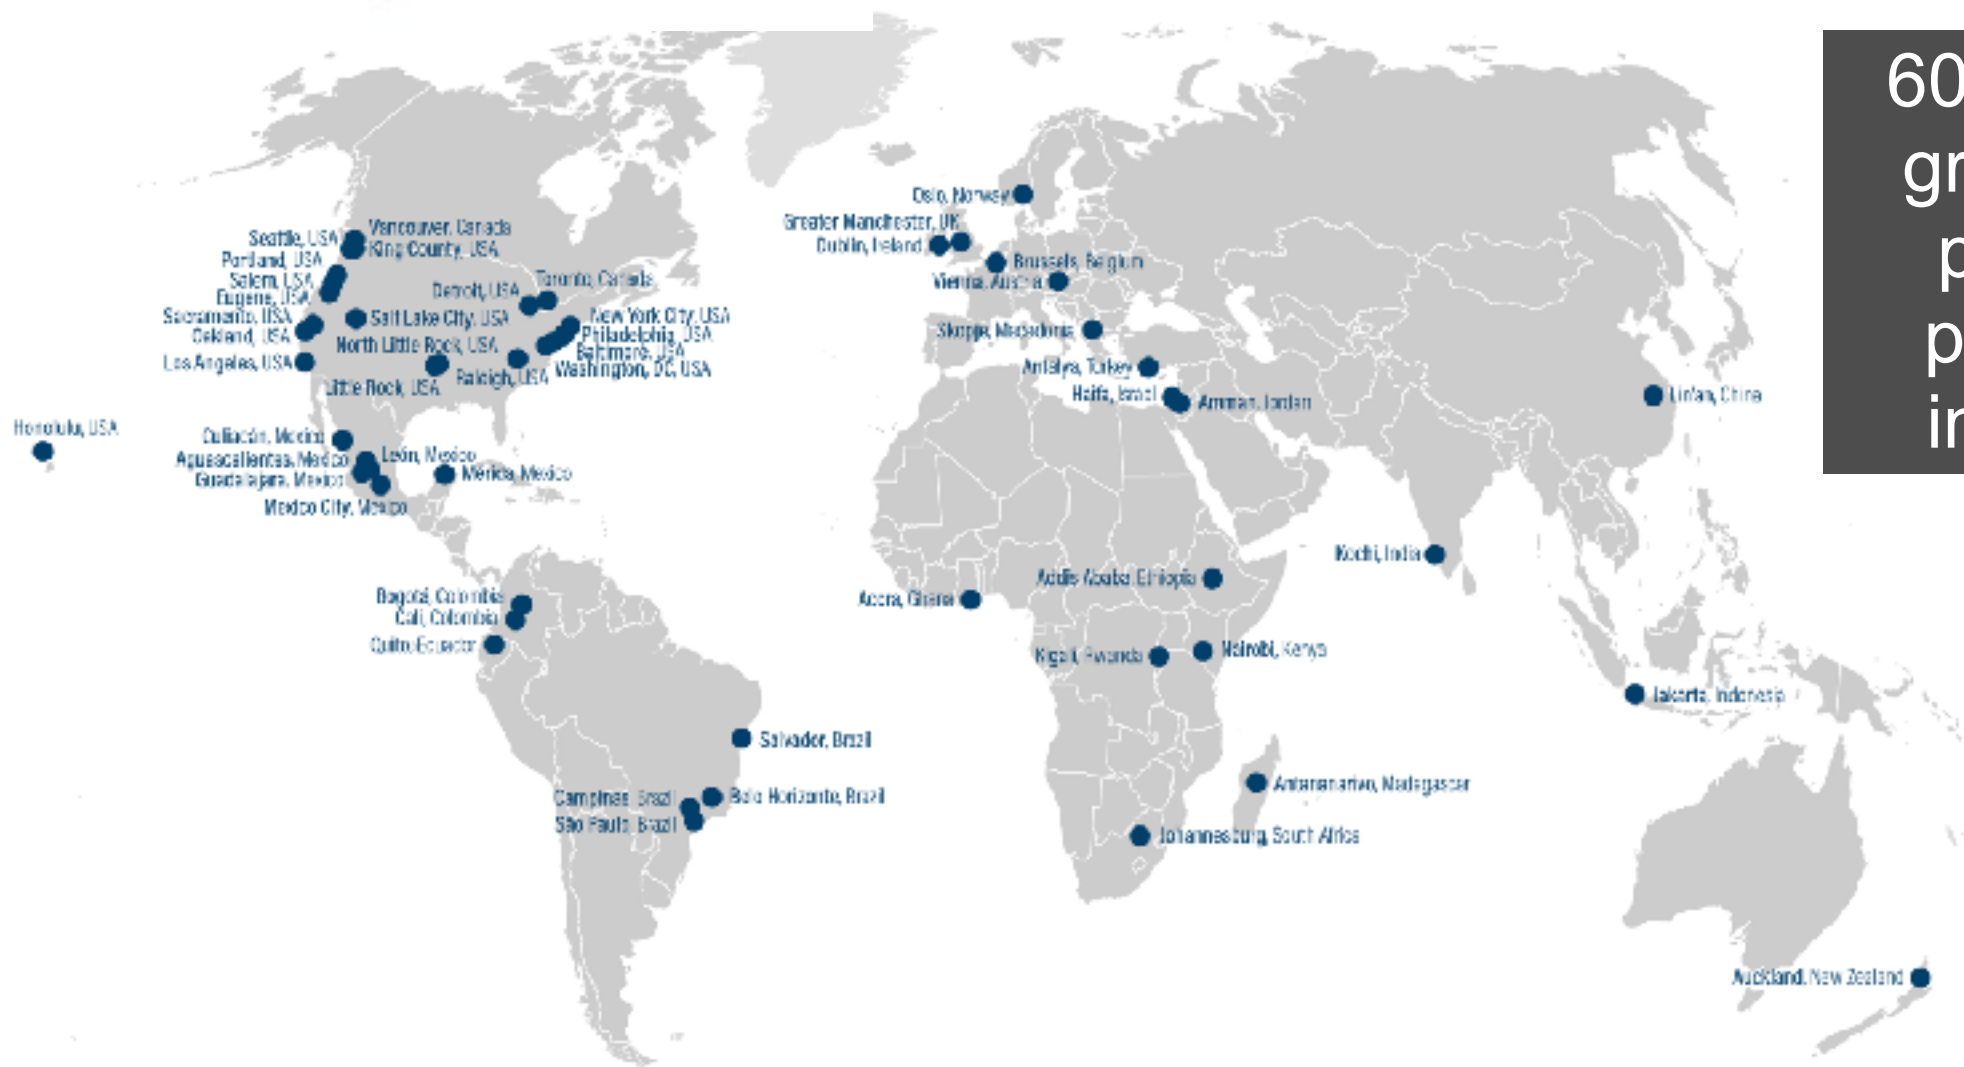 Oslo, Norway
Greater Manchester, UK
Dublin, Ireland
Brussels, Belgium
Vienna, Austria
Skopje, Macedonia
Antalya, Turkey
Haifa, Israel
Amman, Jordan
Lin'an, China
Seattle, USA
Vancouver, Canada
King County, USA
Portland, USA
Salem, USA
Eugene, USA
Sacramento, USA
Oakland, USA
Los Angeles, USA
Salt Lake City, USA
Detroit, USA
Toronto, Canada
New York City, USA
Philadelphia, USA
Baltimore, USA
Washington, DC, USA
North Little Rock, USA
Little Rock, USA
Raleigh, USA
Honolulu, USA
Culiacán, Mexico
Aguascalientes, Mexico
León, Mexico
Guadalajara, Mexico
Mérida, Mexico
Mexico City, Mexico
Bogotá, Colombia
Cali, Colombia
Quito, Ecuador
Salvador, Brazil
Campinas, Brazil
Belo Horizonte, Brazil
São Paulo, Brazil
Accra, Ghana
Addis Ababa, Ethiopia
Kigali, Rwanda
Nairobi, Kenya
Antananarivo, Madagascar
Johannesburg, South Africa
Kochi, India
Jakarta, Indonesia
Auckland, New Zealand
60
gr
p
p
in